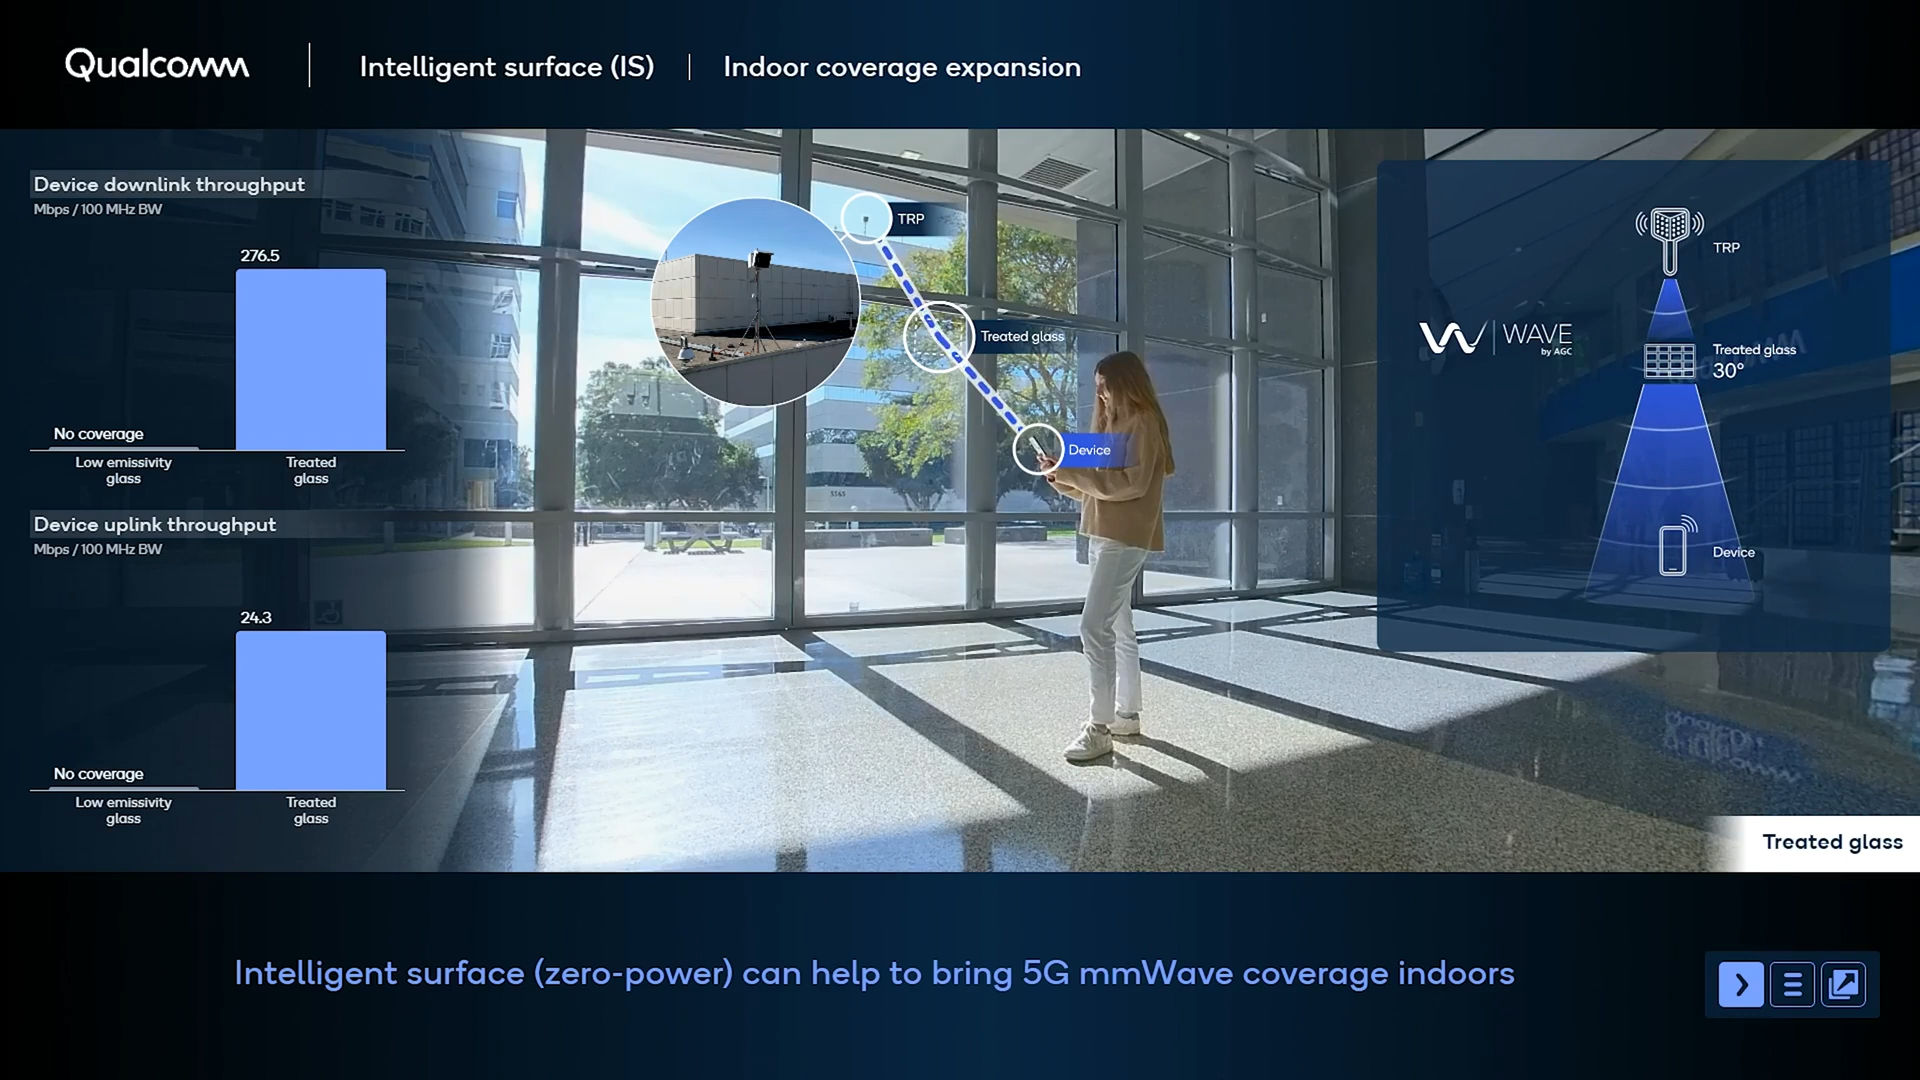 Qualcomm
Intelligent surface (IS)
Indoor coverage expansion
Device downlink throughput
Mbps / 100 MHz BW
276.5
No coverage
Low emissivity
glass
Treated
glass
Device uplink throughput
Mbps / 100 MHz BW
24.3
No coverage
Low emissivity
glass
Treated
glass
TRP
Treated glass
Device
5565
WAVE
by AGC
TRP
Treated glass
30°
Device
Treated glass
Intelligent surface (zero-power) can help to bring 5G mmWave coverage indoors